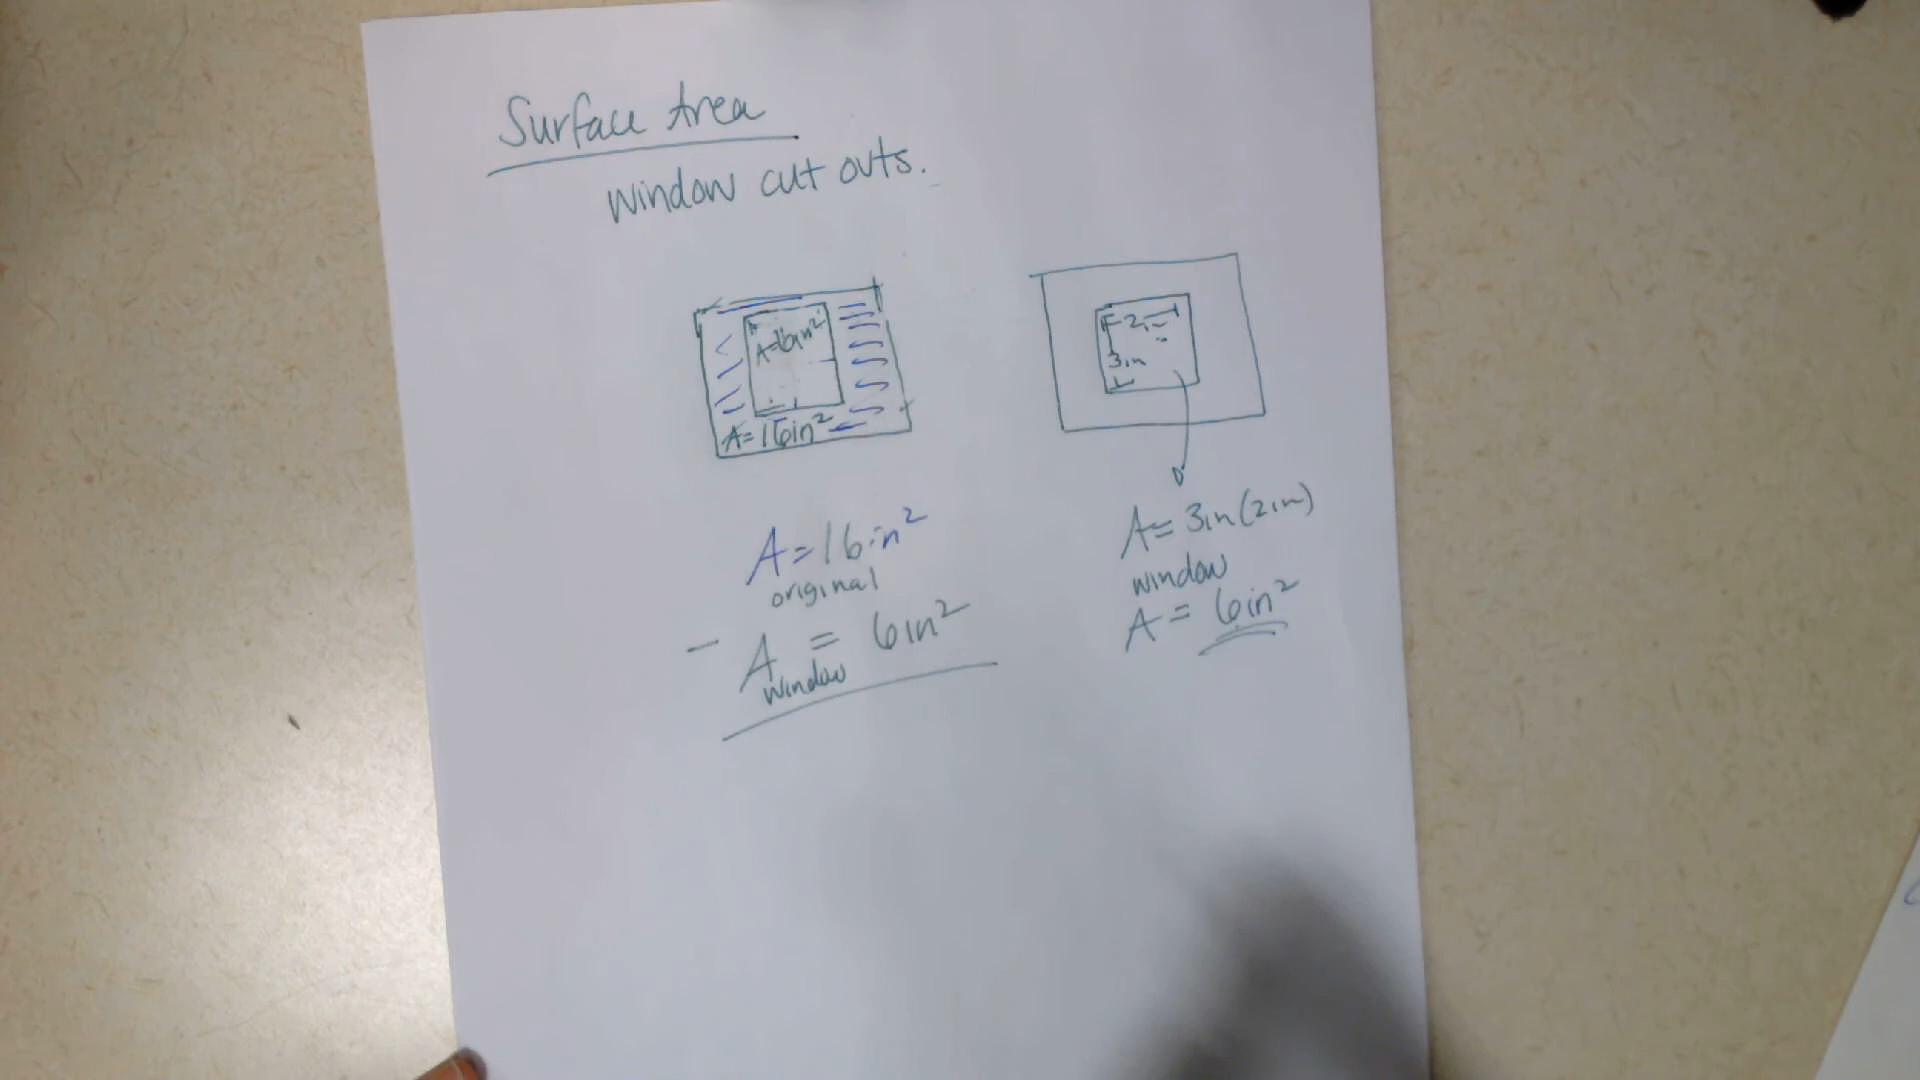 Surface Area
window cut outs.
A=6in²
A=16in²
2in
3in
A=16in²
original
- A = 6in²
window
A = 3in(2in)
window
A = 6in²